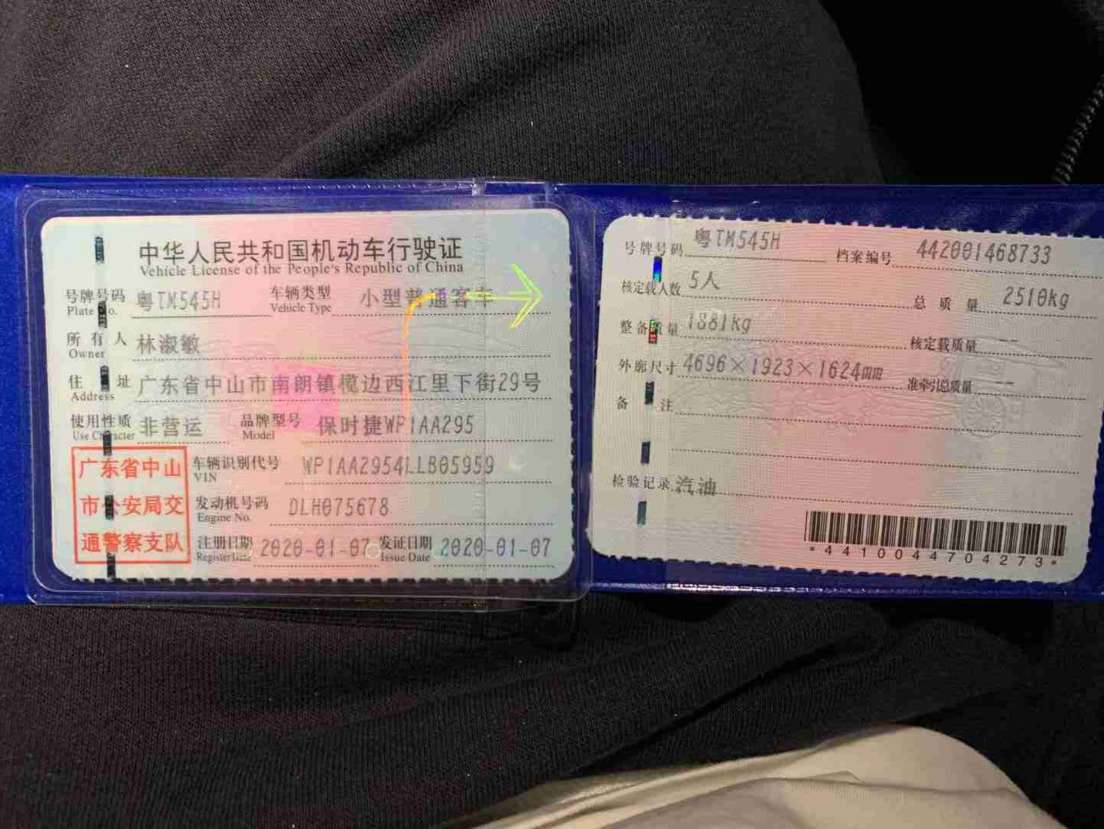 中华人民共和国机动车行驶证
Vehicle License of the People's Republic of China
号牌号码 Plate No. 粤TM545H 车辆类型 Vehicle Type 小型普通客车
所有人 Owner 林淑敏
住址 Address 广东省中山市南朗镇榄边西江里下街29号
使用性质 Use Character 非营运 品牌型号 Model 保时捷WP1AA295
广东省中山市公安局交通警察支队
车辆识别代号 VIN WP1AA2954LLB05959
发动机号码 Engine No. DLH075678
注册日期 Register Date 2020-01-07 发证日期 Issue Date 2020-01-07
号牌号码 粤TM545H 档案编号 442001468733
核定载人数 5人 总质量 2510kg
整备质量 1881kg 核定载质量 --
外廓尺寸 4696×1923×1624mm 准牵引总质量 --
备注
检验记录 汽油
*4410044704273*